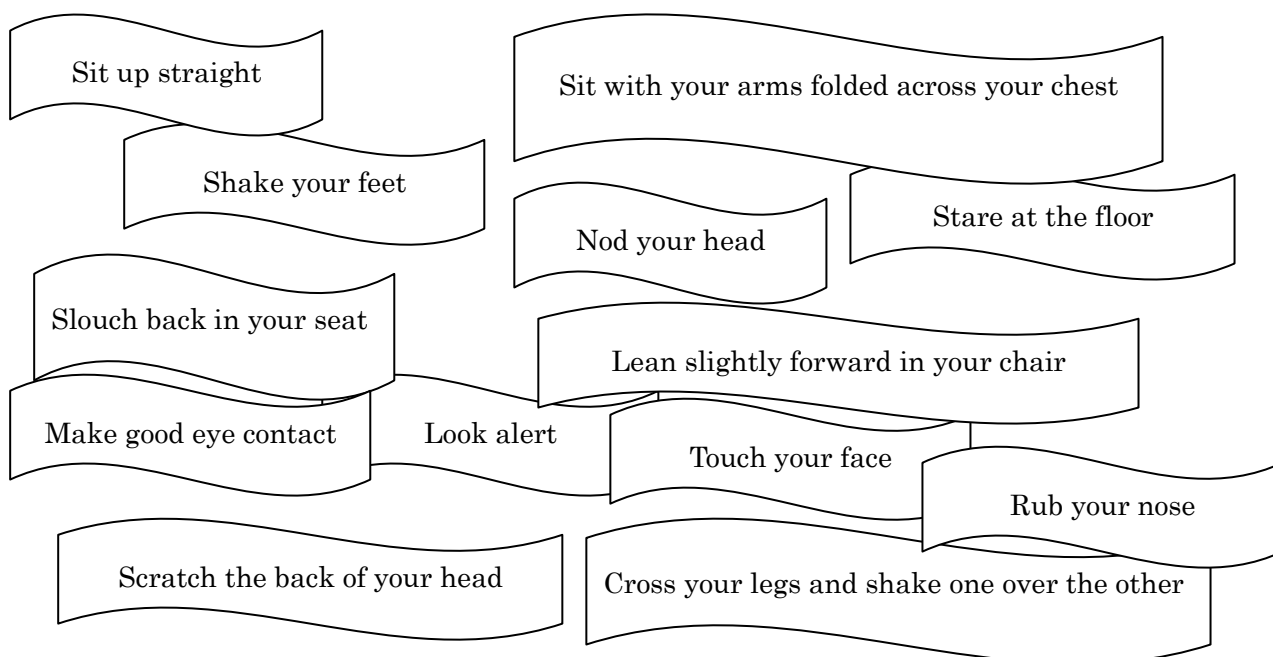 Sit up straight
Sit with your arms folded across your chest
Shake your feet
Stare at the floor
Nod your head
Slouch back in your seat
Lean slightly forward in your chair
Make good eye contact
Look alert
Touch your face
Rub your nose
Scratch the back of your head
Cross your legs and shake one over the other